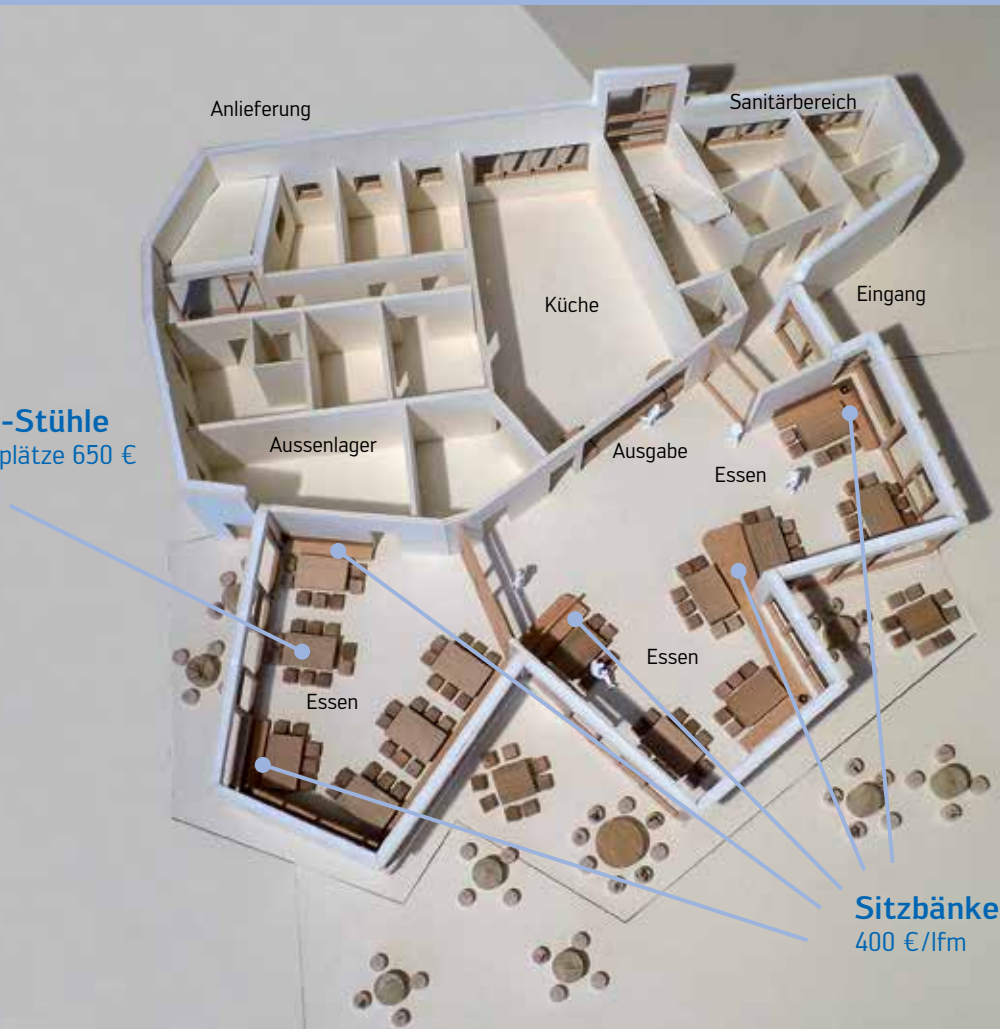 Anlieferung
Sanitärbereich
Eingang
Küche
-Stühle
plätze 650 €
Aussenlager
Ausgabe
Essen
Essen
Essen
Sitzbänke
400 €/lfm